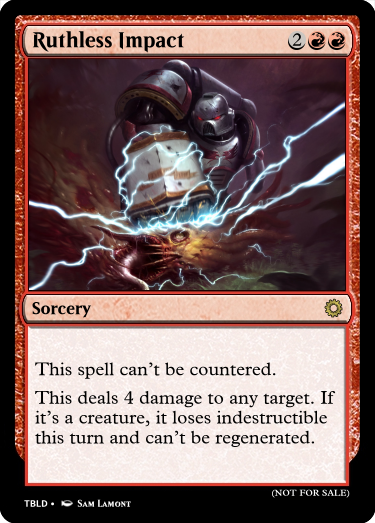 Ruthless Impact 2
Sorcery
This spell can't be countered.
This deals 4 damage to any target. If
it's a creature, it loses indestructible
this turn and can't be regenerated.
(NOT FOR SALE)
TBLD • Sam Lamont